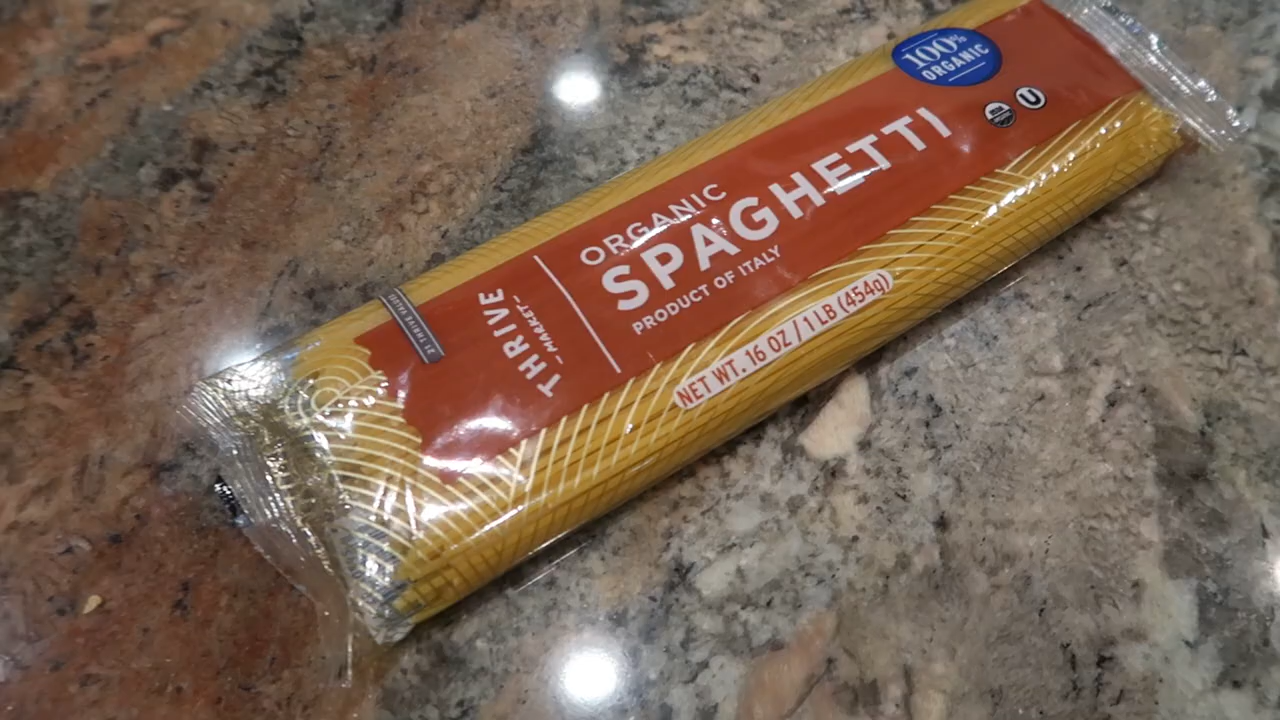 100%
ORGANIC
U
ORGANIC
SPAGHETTI
PRODUCT OF ITALY
THRIVE
MARKET
NET WT. 16 OZ / 1 LB (454g)